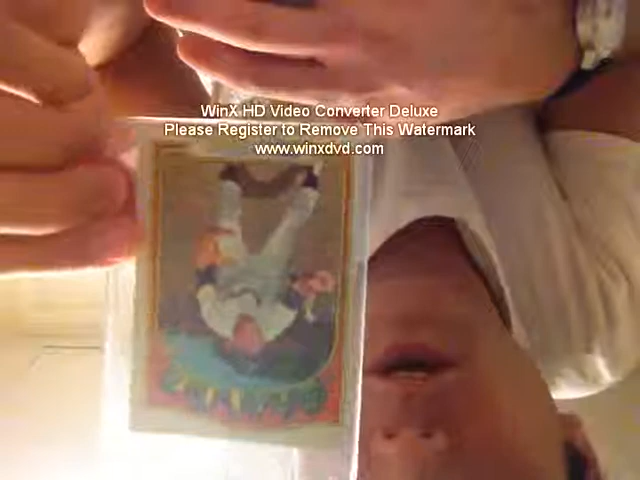 WinX HD Video Converter Deluxe
Please Register to Remove This Watermark
www.winxdvd.com